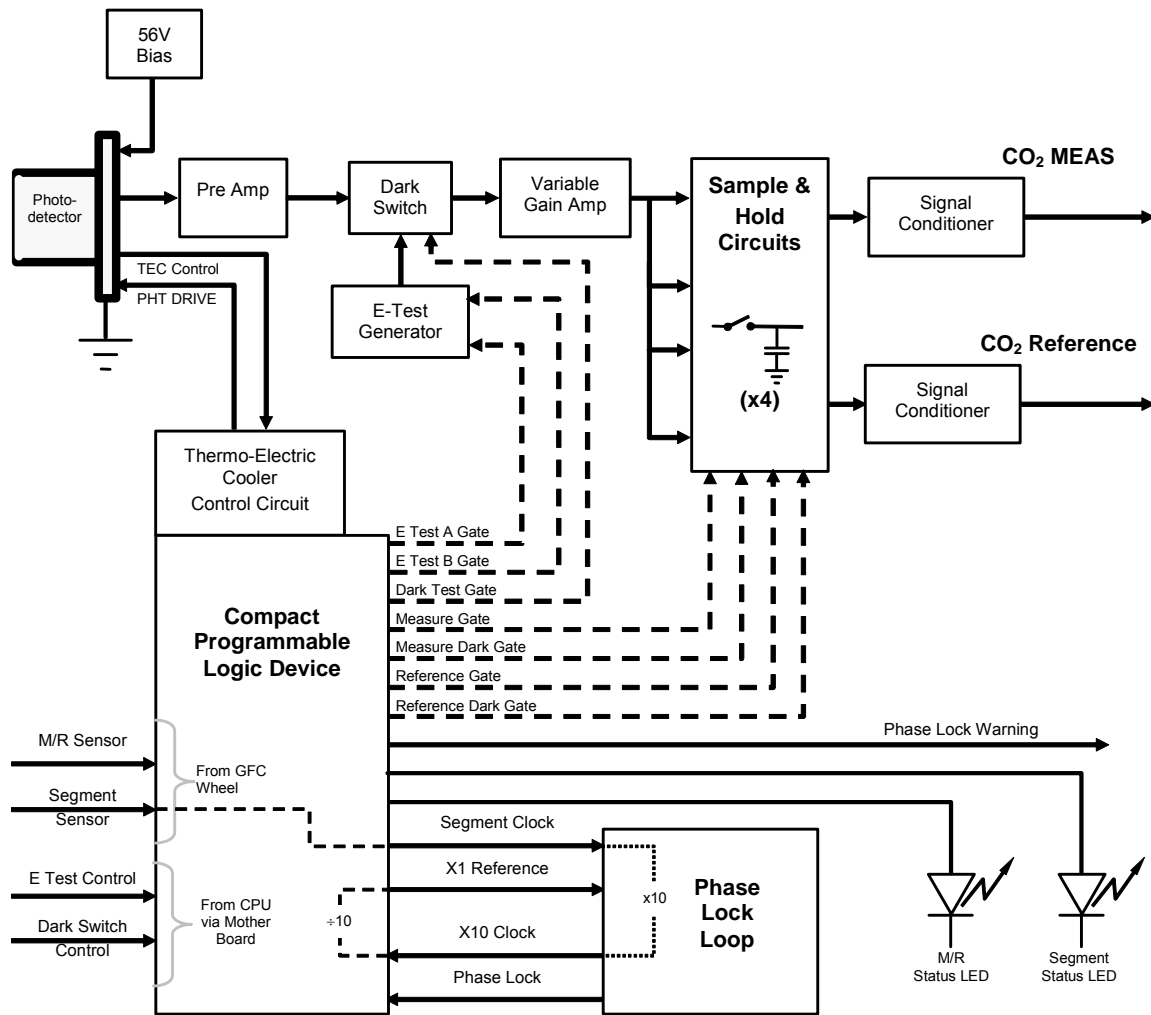 56V
Bias
Photo-
detector
Pre Amp
Dark
Switch
Variable
Gain Amp
Sample &
Hold
Circuits
(x4)
CO₂ MEAS
Signal
Conditioner
CO₂ Reference
Signal
Conditioner
TEC Control
PHT DRIVE
E-Test
Generator
Thermo-Electric
Cooler
Control Circuit
E Test A Gate
E Test B Gate
Dark Test Gate
Measure Gate
Measure Dark Gate
Reference Gate
Reference Dark Gate
Compact
Programmable
Logic Device
Phase Lock Warning
M/R Sensor
Segment
Sensor
From GFC
Wheel
E Test Control
Dark Switch
Control
From CPU
via Mother
Board
÷10
Segment Clock
X1 Reference
X10 Clock
Phase Lock
x10
Phase
Lock
Loop
M/R
Status LED
Segment
Status LED